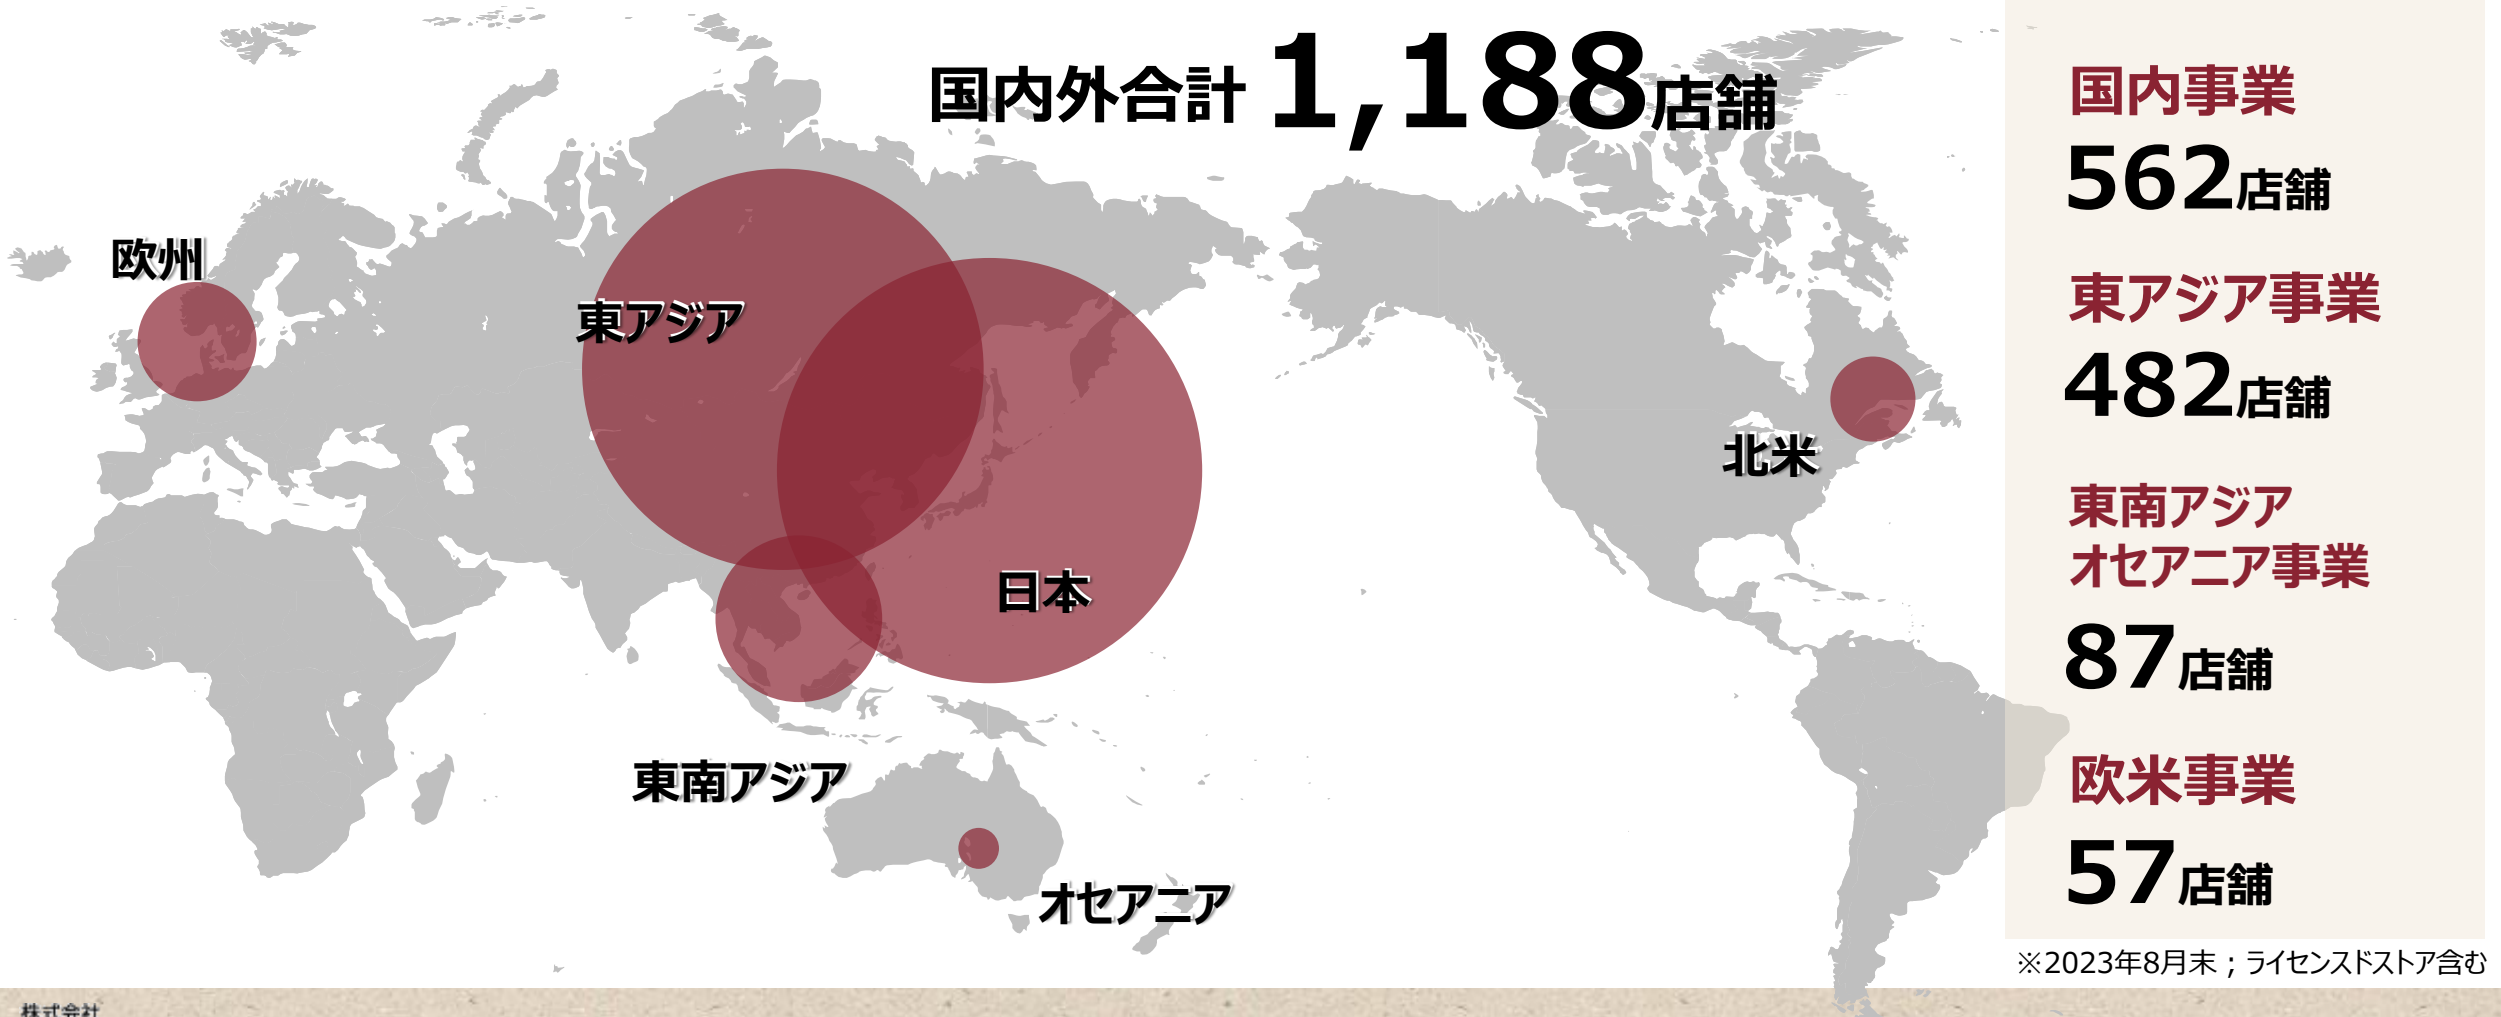 国内外合計 1,188店舗
欧州
東アジア
日本
北米
東南アジア
オセアニア
国内事業
562店舗
東アジア事業
482店舗
東南アジア
オセアニア事業
87店舗
欧米事業
57店舗
※2023年8月末；ライセンスドストア含む
株式会社